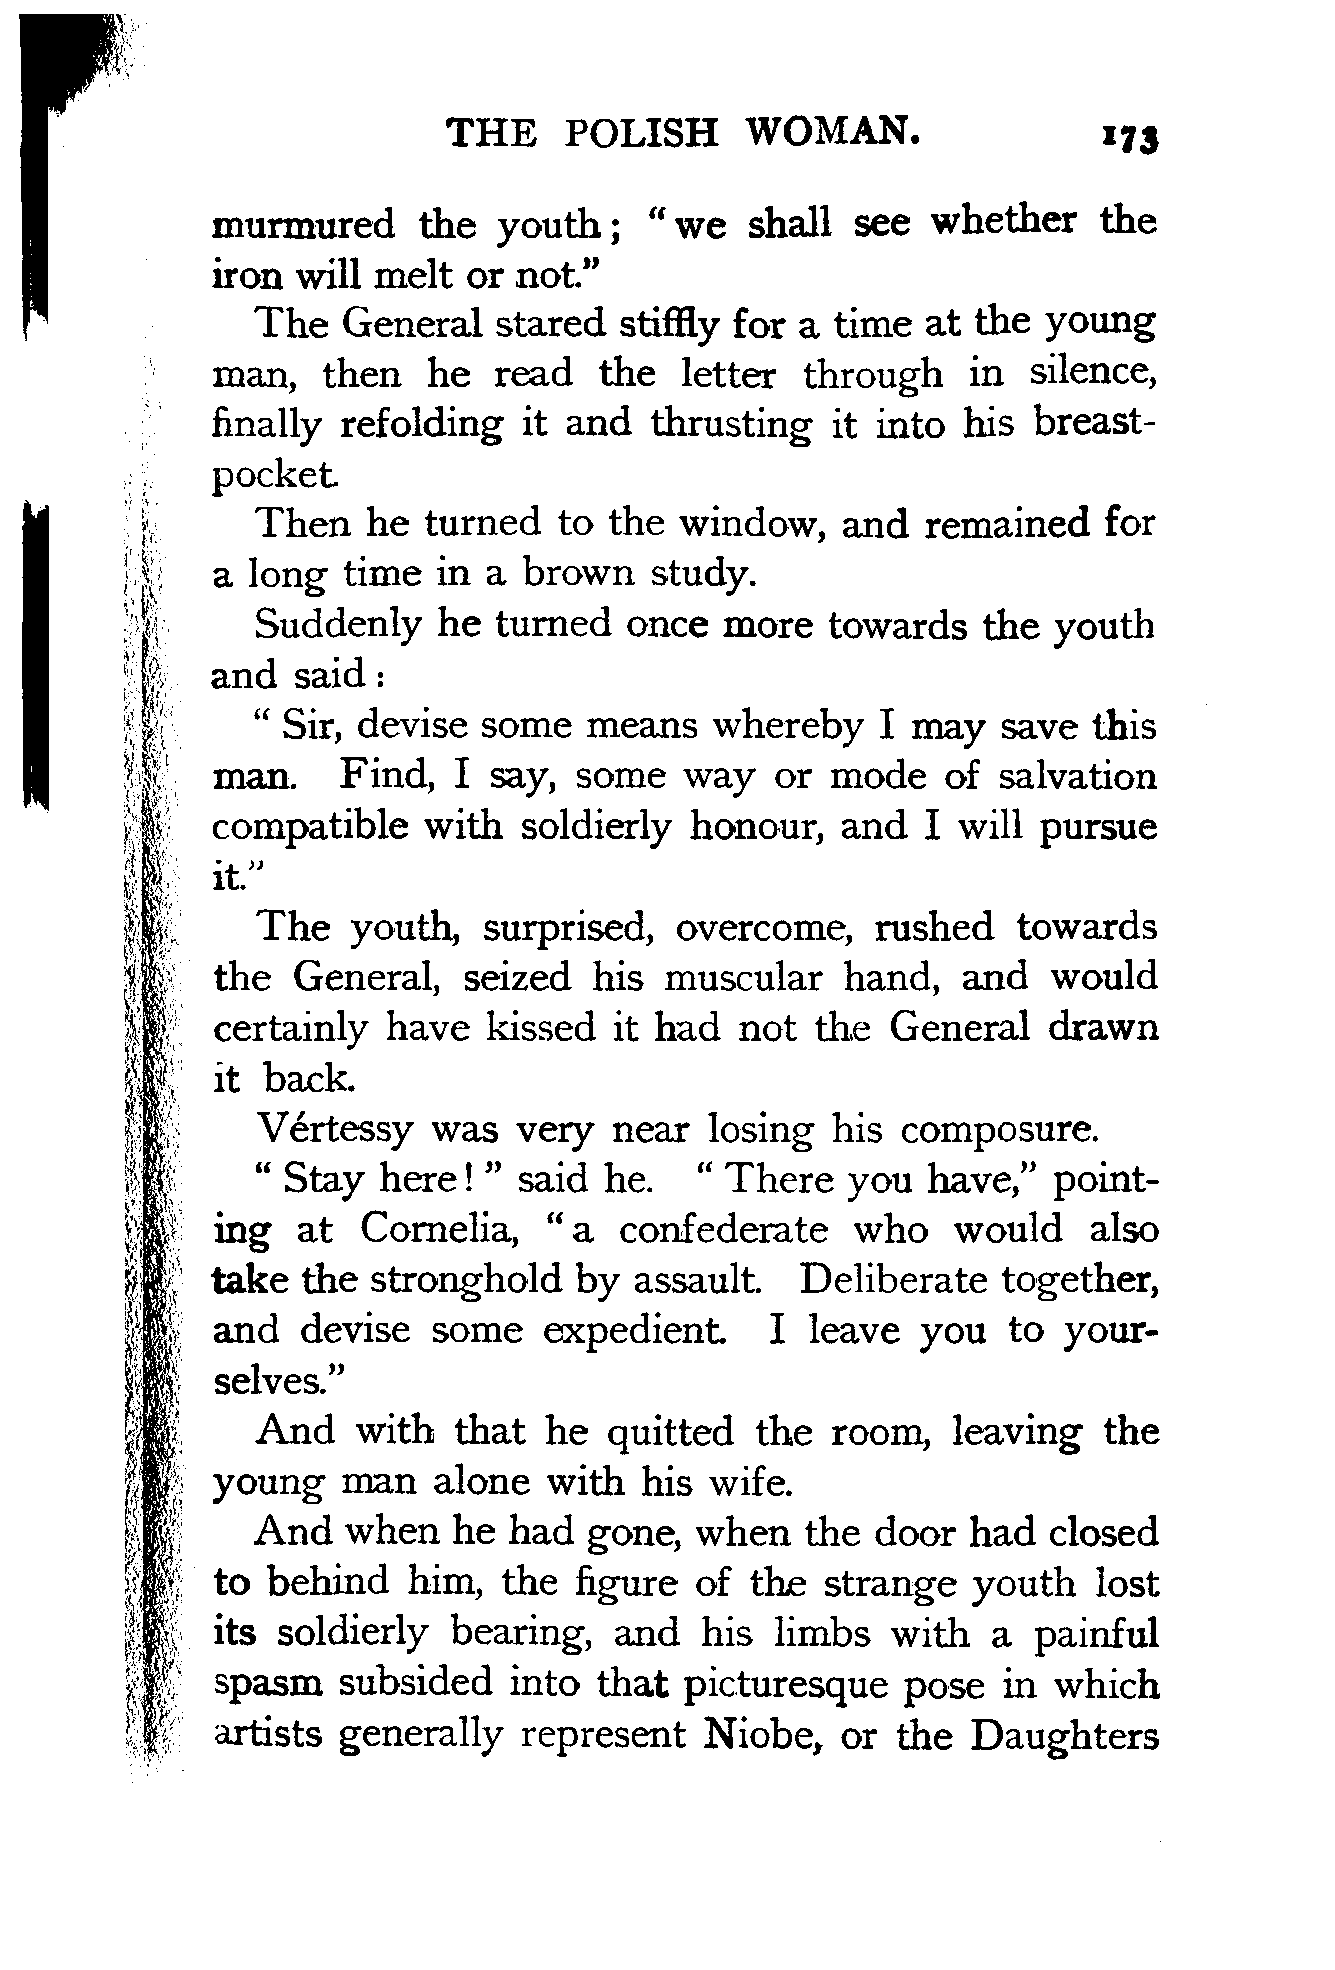 THE POLISH WOMAN. 173
murmured the youth; "we shall see whether the
iron will melt or not."
The General stared stiffly for a time at the young
man, then he read the letter through in silence,
finally refolding it and thrusting it into his breast-
pocket.
Then he turned to the window, and remained for
a long time in a brown study.
Suddenly he turned once more towards the youth
and said:
"Sir, devise some means whereby I may save this
man. Find, I say, some way or mode of salvation
compatible with soldierly honour, and I will pursue
it."
The youth, surprised, overcome, rushed towards
the General, seized his muscular hand, and would
certainly have kissed it had not the General drawn
it back.
Vértessy was very near losing his composure.
"Stay here!" said he. "There you have," point-
ing at Cornelia, "a confederate who would also
take the stronghold by assault. Deliberate together,
and devise some expedient. I leave you to your-
selves."
And with that he quitted the room, leaving the
young man alone with his wife.
And when he had gone, when the door had closed
to behind him, the figure of the strange youth lost
its soldierly bearing, and his limbs with a painful
spasm subsided into that picturesque pose in which
artists generally represent Niobe, or the Daughters